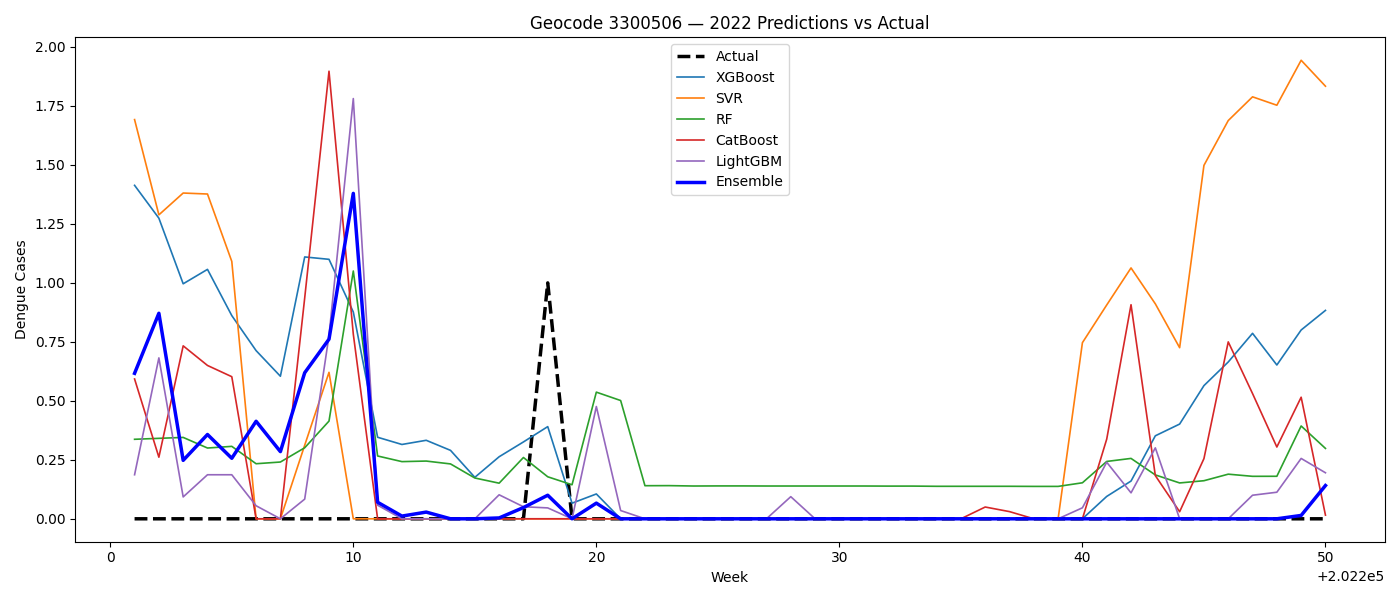 Geocode 3300506 — 2022 Predictions vs Actual
Dengue Cases
2.00
1.75
1.50
1.25
1.00
0.75
0.50
0.25
0.00
Actual
XGBoost
SVR
RF
CatBoost
LightGBM
Ensemble
0 10 20 30 40 50
Week
+2.022e5